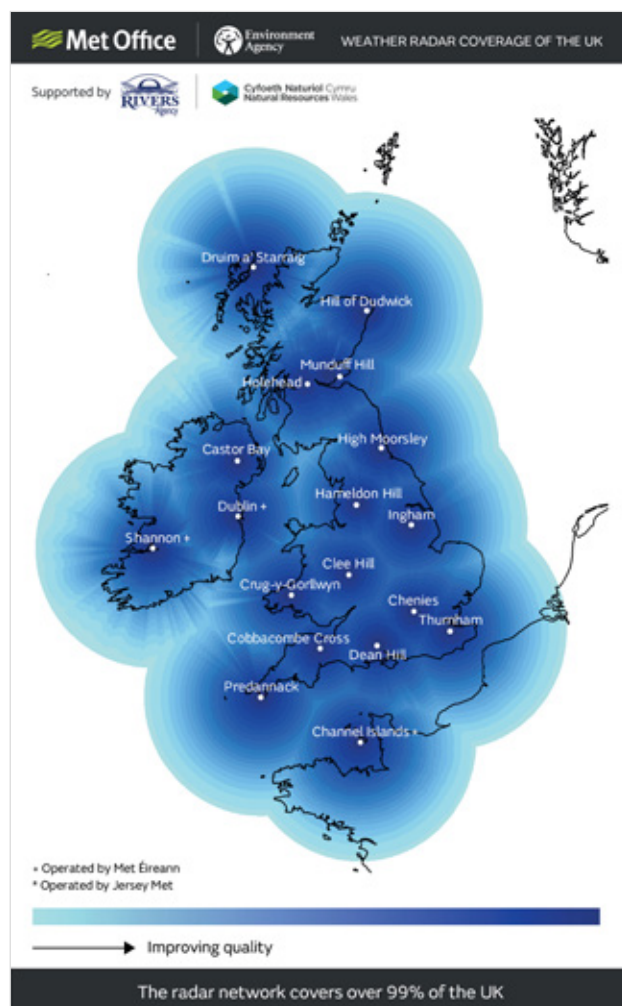 Met Office
Environment
Agency
WEATHER RADAR COVERAGE OF THE UK
Supported by
RIVERS
Agency
Cyfoeth Naturiol Cymru
Natural Resources Wales
Druim a' Starraig
Hill of Dudwick
Munduff Hill
Holehead
High Moorsley
Castor Bay
Hameldon Hill
Dublin +
Ingham
Shannon +
Clee Hill
Crug-y-Gorllwyn
Chenies
Thurnham
Cobbacombe Cross
Dean Hill
Predannack
Channel Islands *
+ Operated by Met Éireann
* Operated by Jersey Met
Improving quality
The radar network covers over 99% of the UK